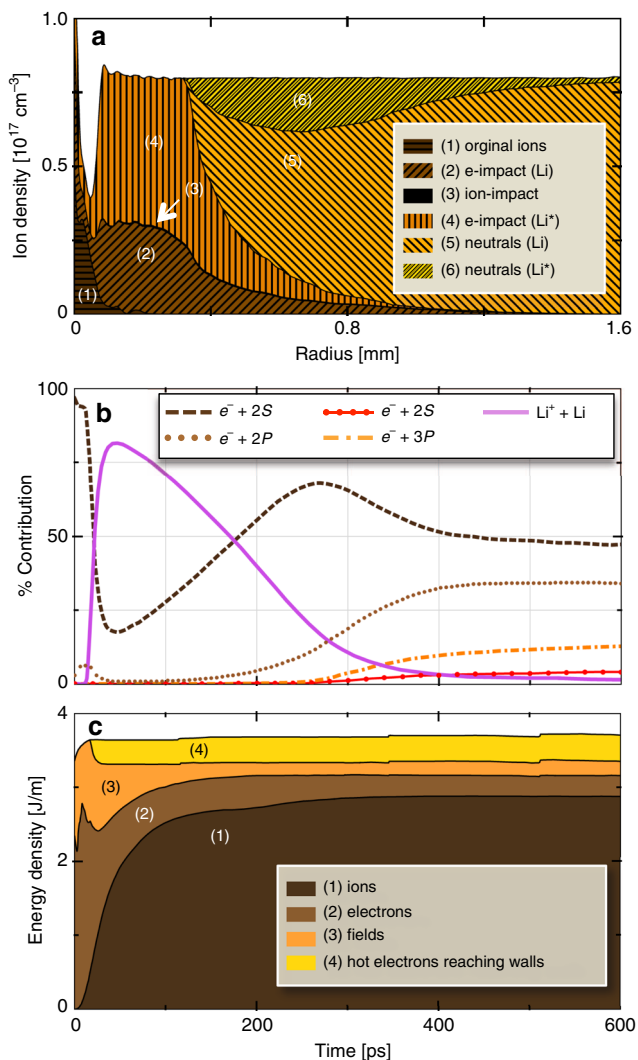 a
Ion density [10¹⁷ cm⁻³]
1.0
0.5
0
(1)
(2)
(3)
(4)
(5)
(6)
(1) orginal ions
(2) e-impact (Li)
(3) ion-impact
(4) e-impact (Li*)
(5) neutrals (Li)
(6) neutrals (Li*)
0 0.8 1.6
Radius [mm]
b
% Contribution
100
50
0
e⁻ + 2S e⁻ + 2S Li⁺ + Li
e⁻ + 2P e⁻ + 3P
c
Energy density [J/m]
4
2
0
(4)
(3)
(2)
(1)
(1) ions
(2) electrons
(3) fields
(4) hot electrons reaching walls
0 200 400 600
Time [ps]